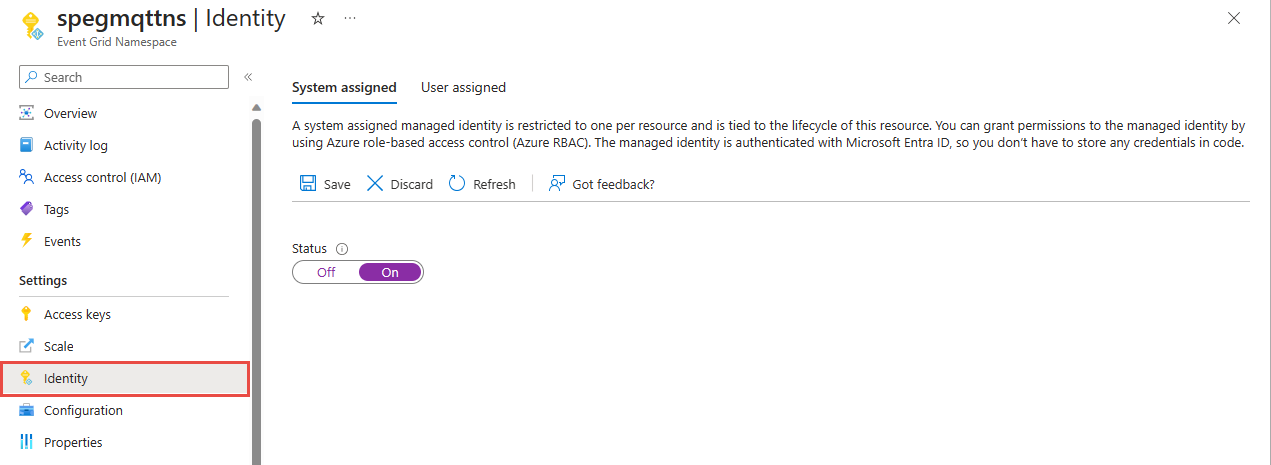 spegmqttns | Identity
Event Grid Namespace
Search
Overview
Activity log
Access control (IAM)
Tags
Events
Settings
Access keys
Scale
Identity
Configuration
Properties
System assigned User assigned
A system assigned managed identity is restricted to one per resource and is tied to the lifecycle of this resource. You can grant permissions to the managed identity by
using Azure role-based access control (Azure RBAC). The managed identity is authenticated with Microsoft Entra ID, so you don't have to store any credentials in code.
Save Discard Refresh Got feedback?
Status
Off On